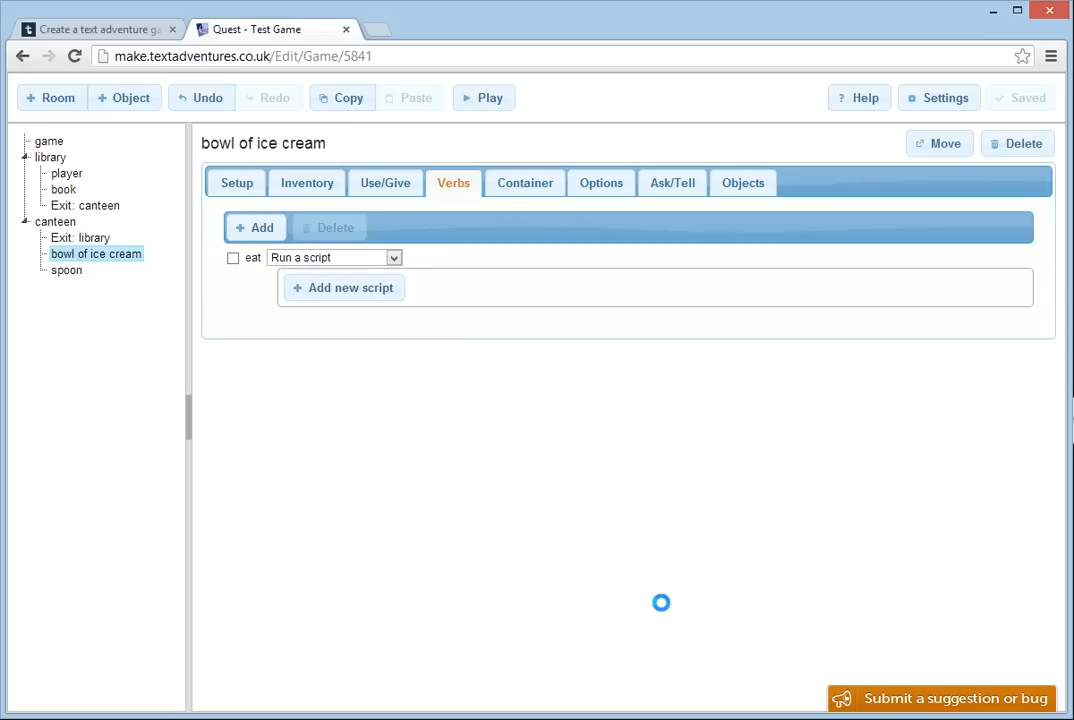 Create a text adventure ga
Quest - Test Game
make.textadventures.co.uk/Edit/Game/5841
+ Room
+ Object
Undo
Redo
Copy
Paste
Play
? Help
Settings
Saved
game
library
player
book
Exit: canteen
canteen
Exit: library
bowl of ice cream
spoon
bowl of ice cream
Move
Delete
Setup
Inventory
Use/Give
Verbs
Container
Options
Ask/Tell
Objects
+ Add
Delete
eat
Run a script
+ Add new script
Submit a suggestion or bug